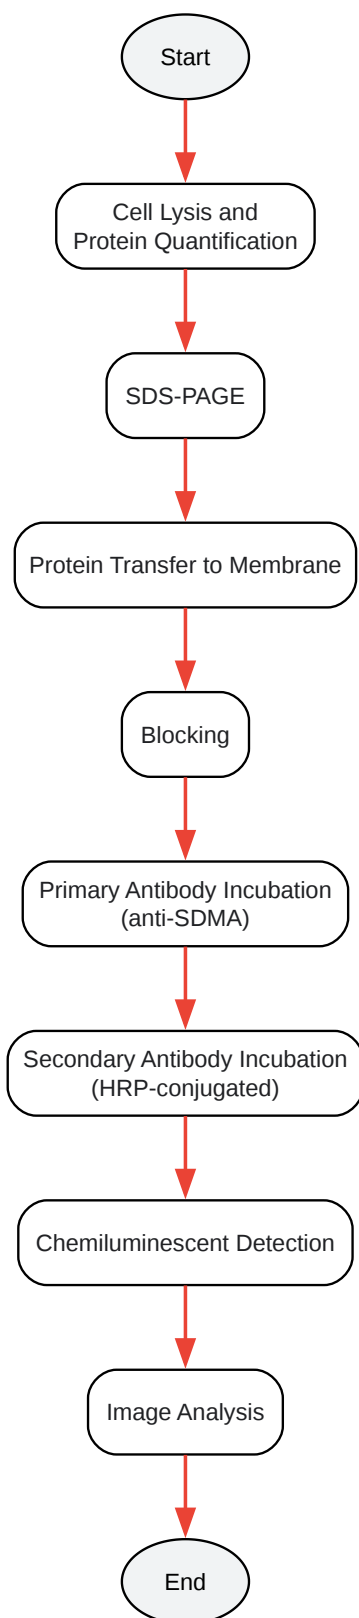 Start
Cell Lysis and
Protein Quantification
SDS-PAGE
Protein Transfer to Membrane
Blocking
Primary Antibody Incubation
(anti-SDMA)
Secondary Antibody Incubation
(HRP-conjugated)
Chemiluminescent Detection
Image Analysis
End